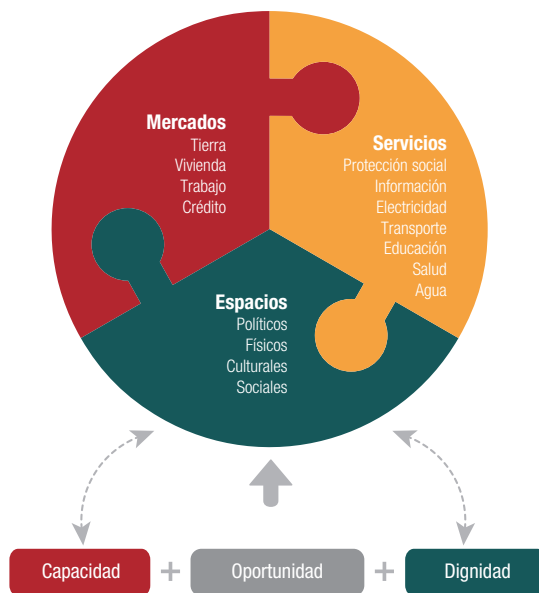 Mercados
Tierra
Vivienda
Trabajo
Crédito
Servicios
Protección social
Información
Electricidad
Transporte
Educación
Salud
Agua
Espacios
Políticos
Físicos
Culturales
Sociales
Capacidad + Oportunidad + Dignidad